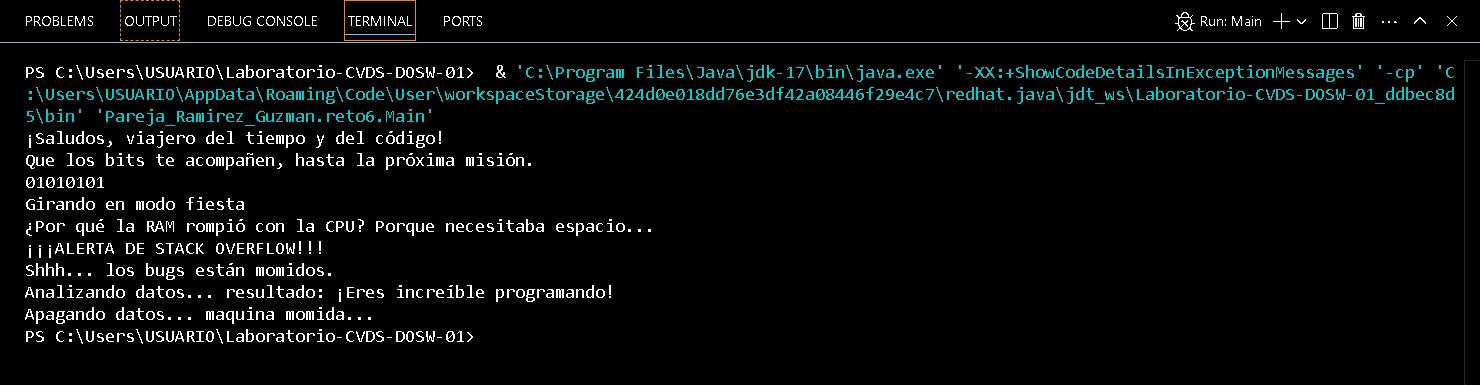 PROBLEMS OUTPUT DEBUG CONSOLE TERMINAL PORTS Run: Main
PS C:\Users\USUARIO\Laboratorio-CVDS-DOSW-01>  & 'C:\Program Files\Java\jdk-17\bin\java.exe' '-XX:+ShowCodeDetailsInExceptionMessages' '-cp' 'C
:\Users\USUARIO\AppData\Roaming\Code\User\workspaceStorage\424d0e018dd76e3df42a08446f29e4c7\redhat.java\jdt_ws\Laboratorio-CVDS-DOSW-01_ddbec8d
5\bin' 'Pareja_Ramirez_Guzman.reto6.Main'
¡Saludos, viajero del tiempo y del código!
Que los bits te acompañen, hasta la próxima misión.
01010101
Girando en modo fiesta
¿Por qué la RAM rompió con la CPU? Porque necesitaba espacio...
¡¡¡ALERTA DE STACK OVERFLOW!!!
Shhh... los bugs están momidos.
Analizando datos... resultado: ¡Eres increíble programando!
Apagando datos... maquina momida...
PS C:\Users\USUARIO\Laboratorio-CVDS-DOSW-01>